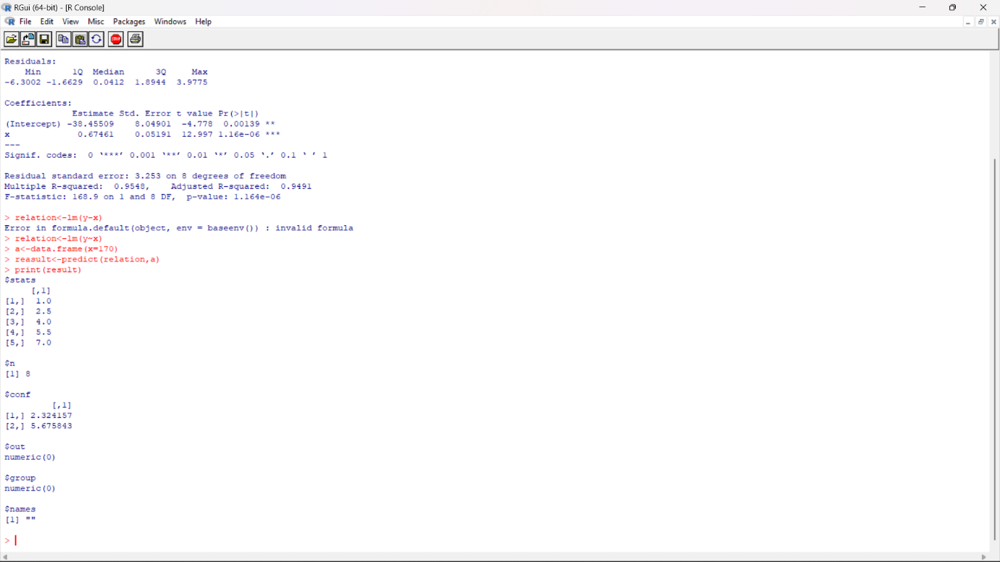 RGui (64-bit) - [R Console]
File Edit View Misc Packages Windows Help
STOP
Residuals:
    Min      1Q  Median      3Q     Max
-6.3002 -1.6629  0.0412  1.8944  3.9775
Coefficients:
             Estimate Std. Error t value Pr(>|t|)
(Intercept) -38.45509    8.04901  -4.778  0.00139 **
x             0.67461    0.05191  12.997 1.16e-06 ***
---
Signif. codes:  0 ‘***’ 0.001 ‘**’ 0.01 ‘*’ 0.05 ‘.’ 0.1 ‘ ’ 1
Residual standard error: 3.253 on 8 degrees of freedom
Multiple R-squared:  0.9548,    Adjusted R-squared:  0.9491
F-statistic: 168.9 on 1 and 8 DF,  p-value: 1.164e-06
> relation<-lm(y-x)
Error in formula.default(object, env = baseenv()) : invalid formula
> relation<-lm(y~x)
> a<-data.frame(x=170)
> reasult<-predict(relation,a)
> print(result)
$stats
     [,1]
[1,]  1.0
[2,]  2.5
[3,]  4.0
[4,]  5.5
[5,]  7.0
$n
[1] 8
$conf
         [,1]
[1,] 2.324157
[2,] 5.675843
$out
numeric(0)
$group
numeric(0)
$names
[1] ""
>